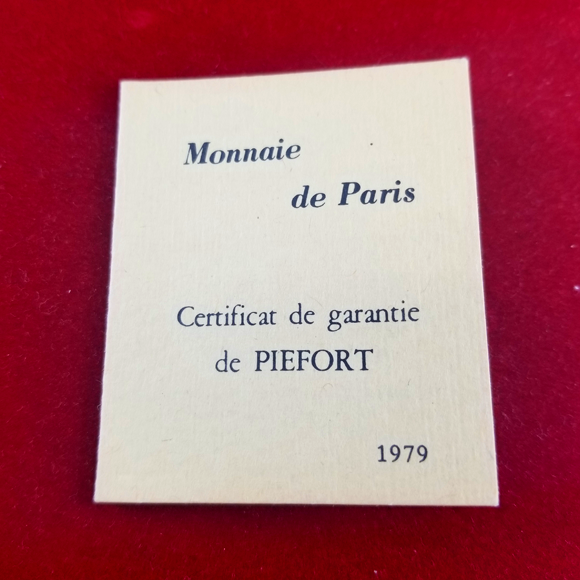 Monnaie
de Paris
Certificat de garantie
de PIEFORT
1979